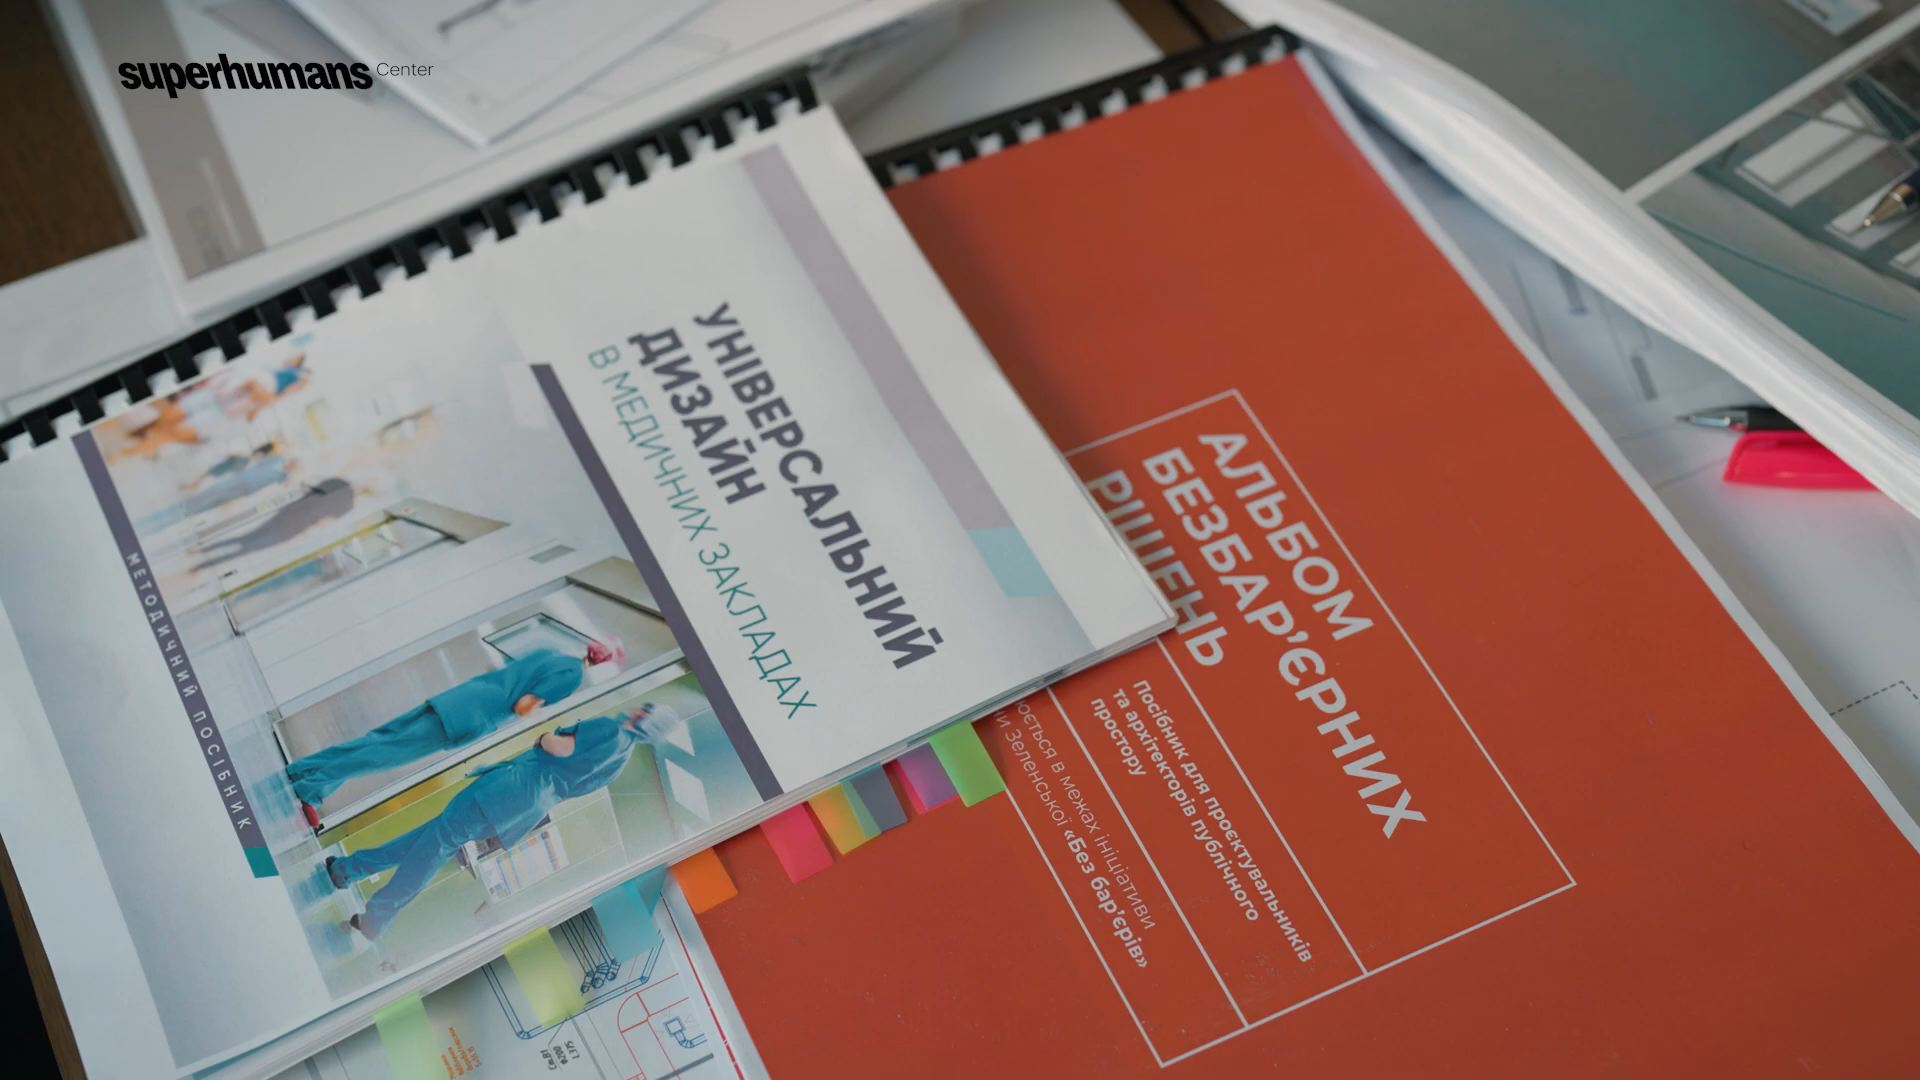 superhumans Center
УНІВЕРСАЛЬНИЙ
ДИЗАЙН
В МЕДИЧНИХ ЗАКЛАДАХ
МЕТОДИЧНИЙ ПОСІБНИК
АЛЬБОМ
БЕЗБАР'ЄРНИХ
РІШЕНЬ
Посібник для проєктувальників
та архітекторів публічного
простору
в межах ініціативи
Зеленської «Без бар'єрів»